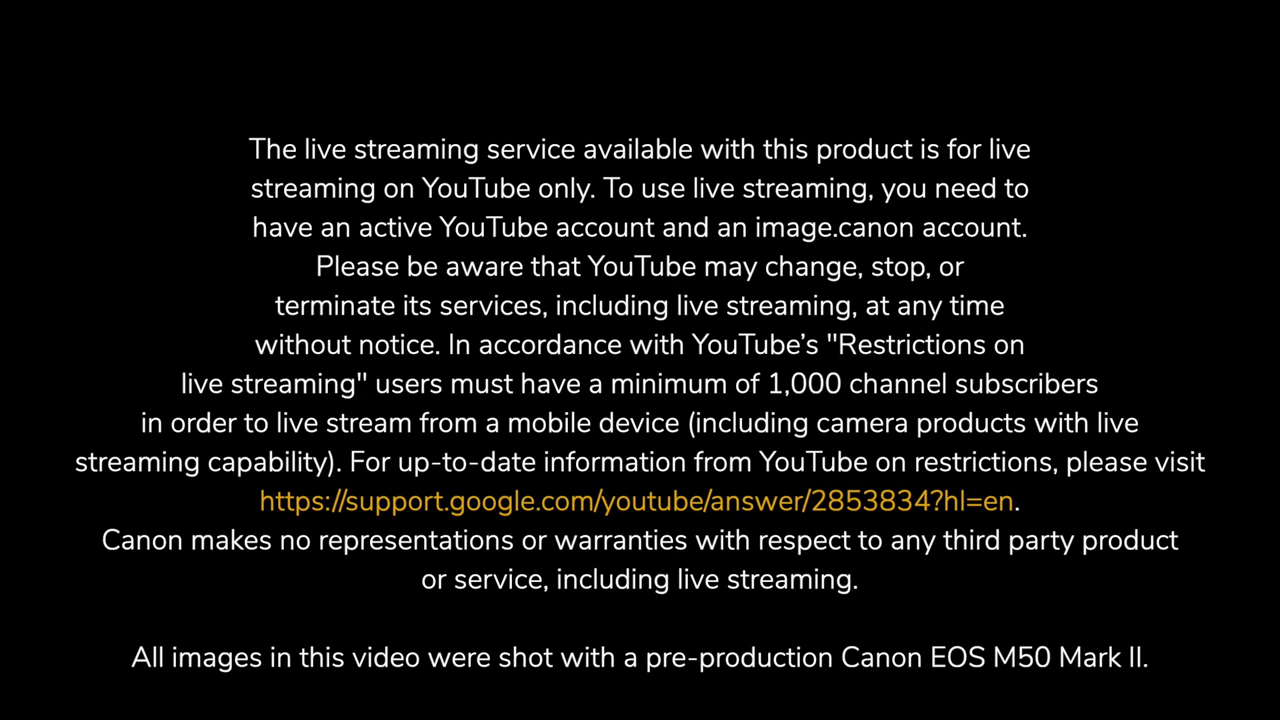 The live streaming service available with this product is for live
streaming on YouTube only. To use live streaming, you need to
have an active YouTube account and an image.canon account.
Please be aware that YouTube may change, stop, or
terminate its services, including live streaming, at any time
without notice. In accordance with YouTube’s "Restrictions on
live streaming" users must have a minimum of 1,000 channel subscribers
in order to live stream from a mobile device (including camera products with live
streaming capability). For up-to-date information from YouTube on restrictions, please visit
https://support.google.com/youtube/answer/2853834?hl=en.
Canon makes no representations or warranties with respect to any third party product
or service, including live streaming.
All images in this video were shot with a pre-production Canon EOS M50 Mark II.